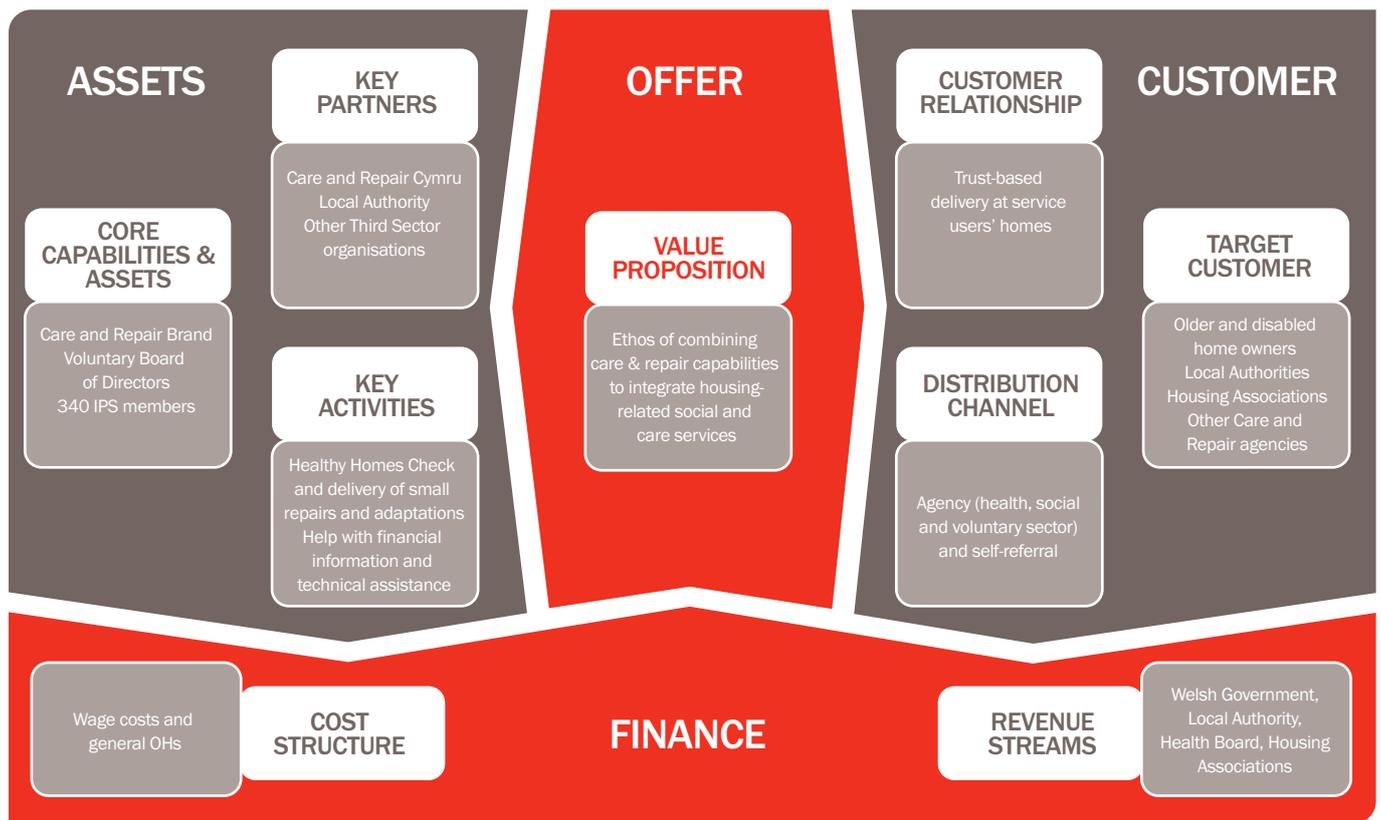 ASSETS
KEY
PARTNERS
Care and Repair Cymru
Local Authority
Other Third Sector
organisations
CORE
CAPABILITIES &
ASSETS
Care and Repair Brand
Voluntary Board
of Directors
340 IPS members
KEY
ACTIVITIES
Healthy Homes Check
and delivery of small
repairs and adaptations
Help with financial
information and
technical assistance
OFFER
VALUE
PROPOSITION
Ethos of combining
care & repair capabilities
to integrate housing-
related social and
care services
CUSTOMER
RELATIONSHIP
Trust-based
delivery at service
users’ homes
DISTRIBUTION
CHANNEL
Agency (health, social
and voluntary sector)
and self-referral
CUSTOMER
TARGET
CUSTOMER
Older and disabled
home owners
Local Authorities
Housing Associations
Other Care and
Repair agencies
Wage costs and
general OHs
COST
STRUCTURE
FINANCE
REVENUE
STREAMS
Welsh Government,
Local Authority,
Health Board, Housing
Associations